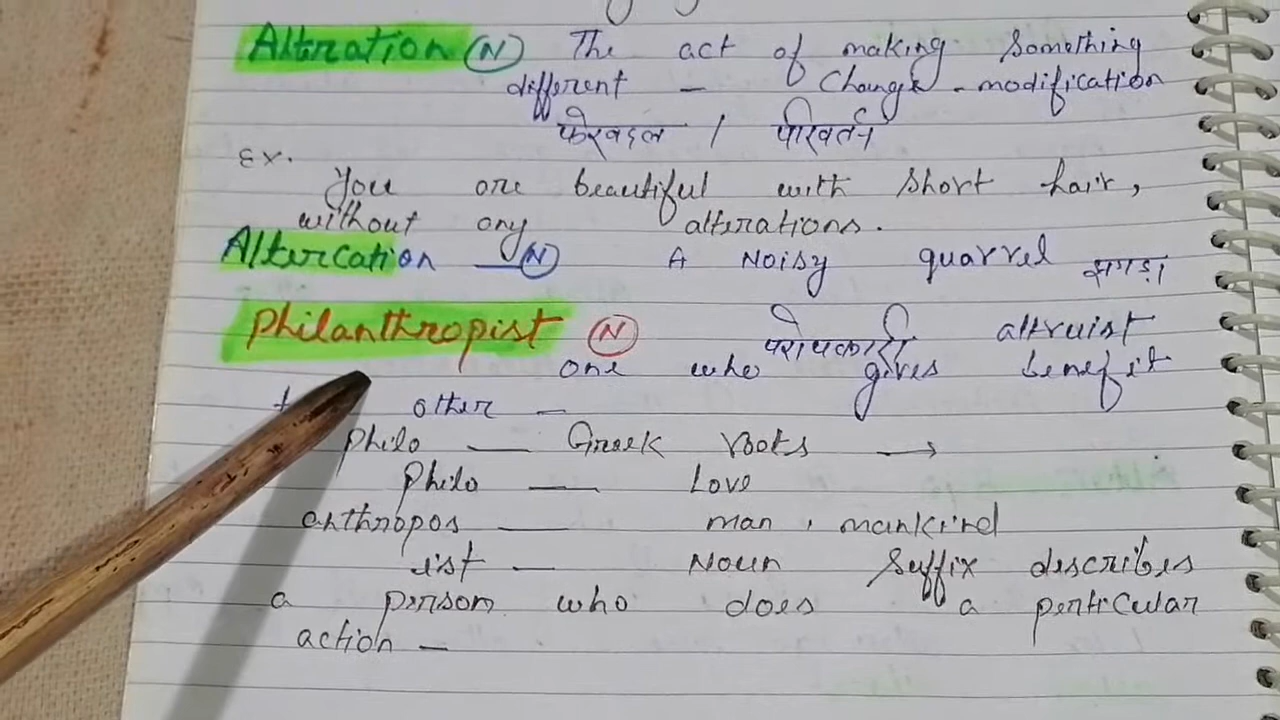 Alteration (N) The act of making something
different - Change - modification
फेरबदल / परिवर्तन
Ex.
You are beautiful with short hair,
without any alterations.
Altercation - (N) A Noisy quarrel झगड़ा
Philanthropist (N) परोपकारी altruist
one who gives benefit
other -
philo - Greek roots →
Philo - Love
anthropos - man, mankind
ist - Noun Suffix describes
a person who does a perticular
action -